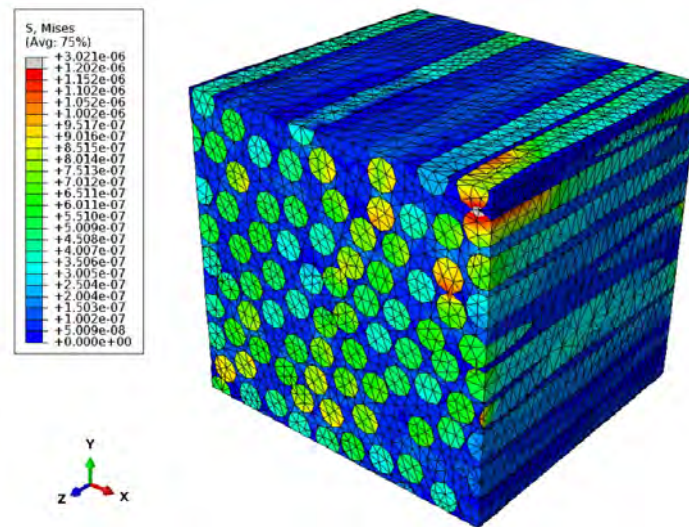 S, Mises
(Avg: 75%)
+3.021e-06
+1.202e-06
+1.152e-06
+1.102e-06
+1.052e-06
+1.002e-06
+9.517e-07
+9.016e-07
+8.515e-07
+8.014e-07
+7.513e-07
+7.012e-07
+6.511e-07
+6.011e-07
+5.510e-07
+5.009e-07
+4.508e-07
+4.007e-07
+3.506e-07
+3.005e-07
+2.504e-07
+2.004e-07
+1.503e-07
+1.002e-07
+5.009e-08
+0.000e+00
Y
Z
X